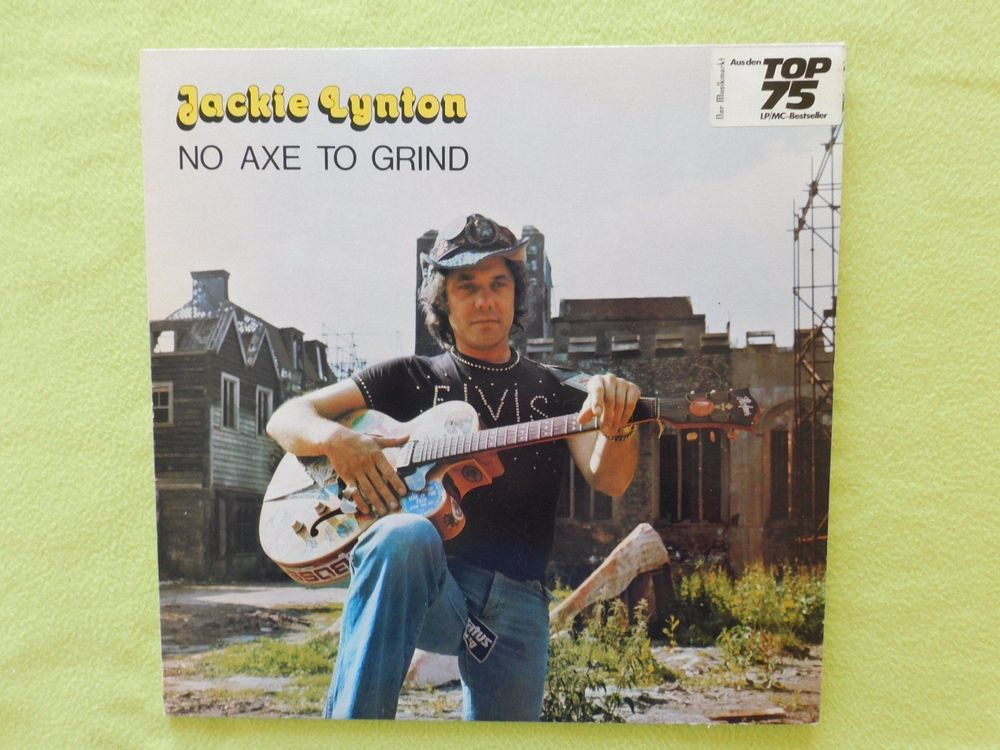 Jackie Lynton
NO AXE TO GRIND
Der Musikmarkt
Aus den TOP
75
LP/MC-Bestseller
ELVIS